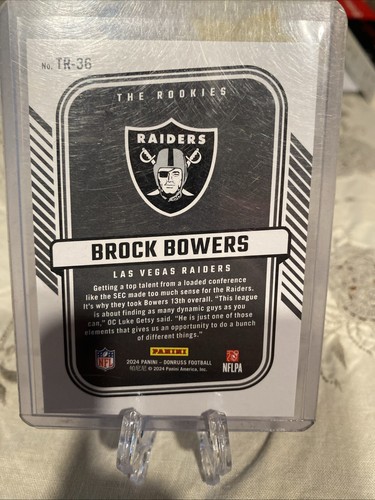 No. TR-36
THE ROOKIES
RAIDERS
BROCK BOWERS
LAS VEGAS RAIDERS
Getting a top talent from a loaded conference
like the SEC made too much sense for the Raiders.
It's why they took Bowers 13th overall. "This league
is about finding as many dynamic guys as you
can," OC Luke Getsy said. "He is just one of those
elements that gives us an opportunity to do a bunch
of different things."
NFL
PANINI
NFLPA
2024 PANINI - DONRUSS FOOTBALL
© 2024 Panini America, Inc.